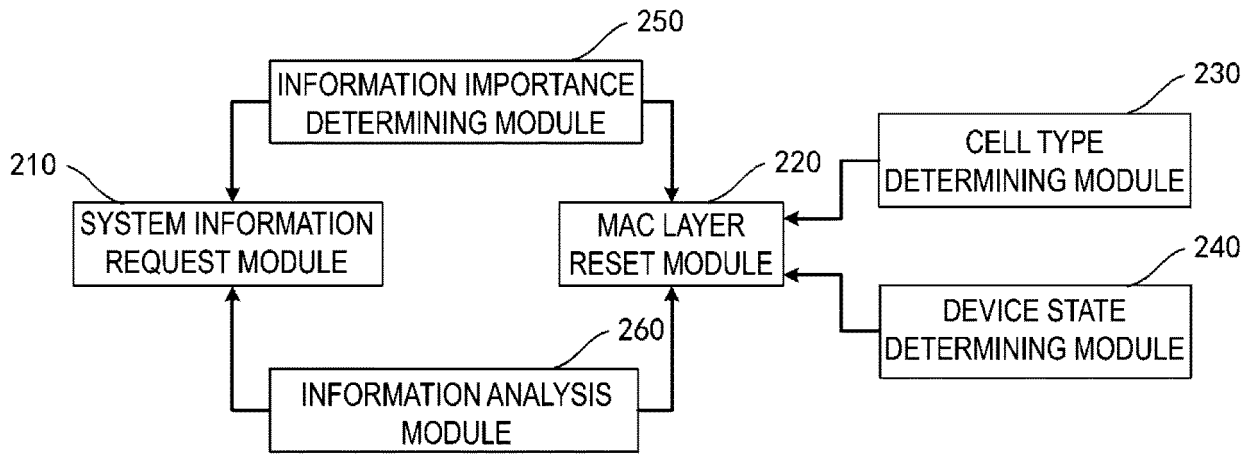 250
INFORMATION IMPORTANCE
DETERMINING MODULE
230
CELL TYPE
DETERMINING MODULE
210
SYSTEM INFORMATION
REQUEST MODULE
220
MAC LAYER
RESET MODULE
240
DEVICE STATE
DETERMINING MODULE
260
INFORMATION ANALYSIS
MODULE